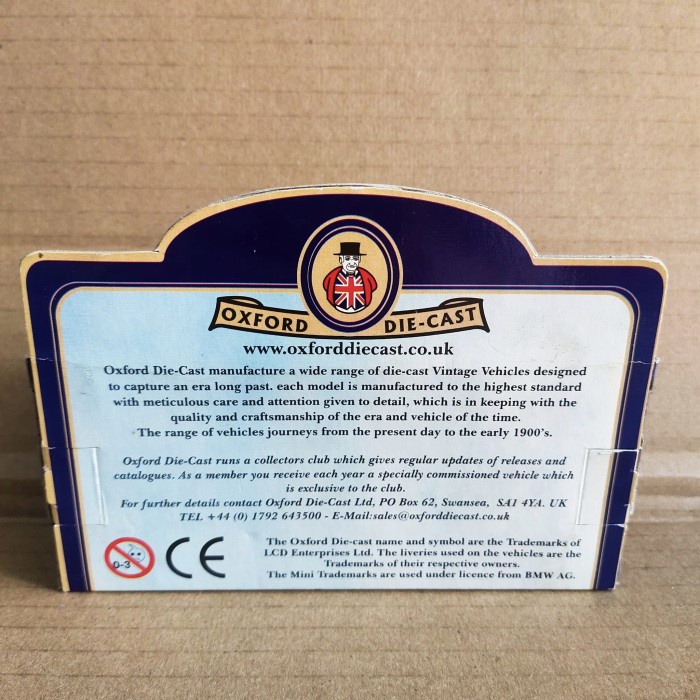 OXFORD DIE-CAST
www.oxforddiecast.co.uk
Oxford Die-Cast manufacture a wide range of die-cast Vintage Vehicles designed
to capture an era long past. each model is manufactured to the highest standard
with meticulous care and attention given to detail, which is in keeping with the
quality and craftsmanship of the era and vehicle of the time.
The range of vehicles journeys from the present day to the early 1900's.
Oxford Die-Cast runs a collectors club which gives regular updates of releases and
catalogues. As a member you receive each year a specially commissioned vehicle which
is exclusive to the club.
For further details contact Oxford Die-Cast Ltd, PO Box 62, Swansea, SA1 4YA. UK
TEL +44 (0) 1792 643500 - E-Mail:sales@oxforddiecast.co.uk
0-3 CE
The Oxford Die-cast name and symbol are the Trademarks of
LCD Enterprises Ltd. The liveries used on the vehicles are the
Trademarks of their respective owners.
The Mini Trademarks are used under licence from BMW AG.